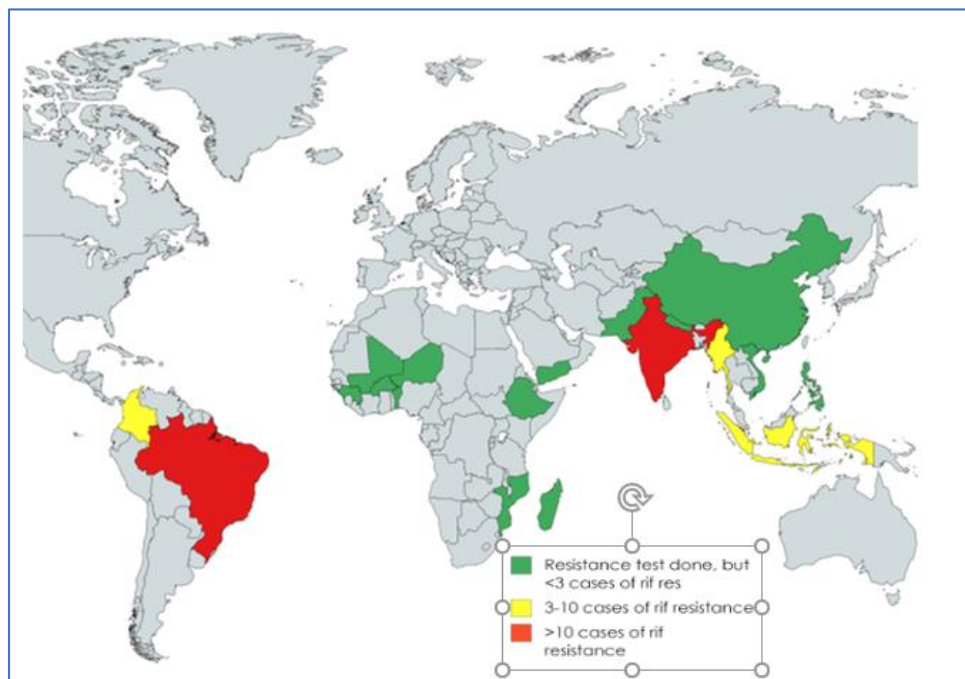 Resistance test done, but
<3 cases of rif res
3-10 cases of rif resistance
>10 cases of rif
resistance